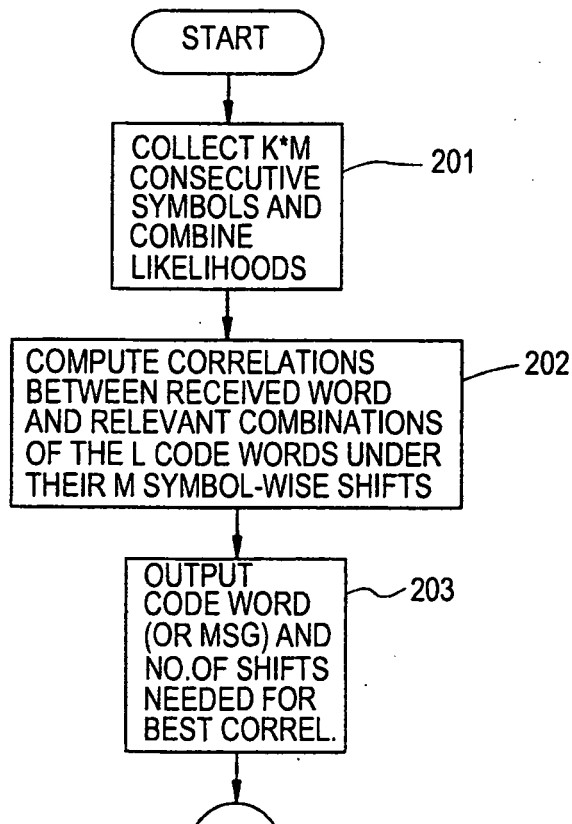 START
COLLECT K*M
CONSECUTIVE
SYMBOLS AND
COMBINE
LIKELIHOODS
201
COMPUTE CORRELATIONS
BETWEEN RECEIVED WORD
AND RELEVANT COMBINATIONS
OF THE L CODE WORDS UNDER
THEIR M SYMBOL-WISE SHIFTS
202
OUTPUT
CODE WORD
(OR MSG) AND
NO.OF SHIFTS
NEEDED FOR
BEST CORREL.
203